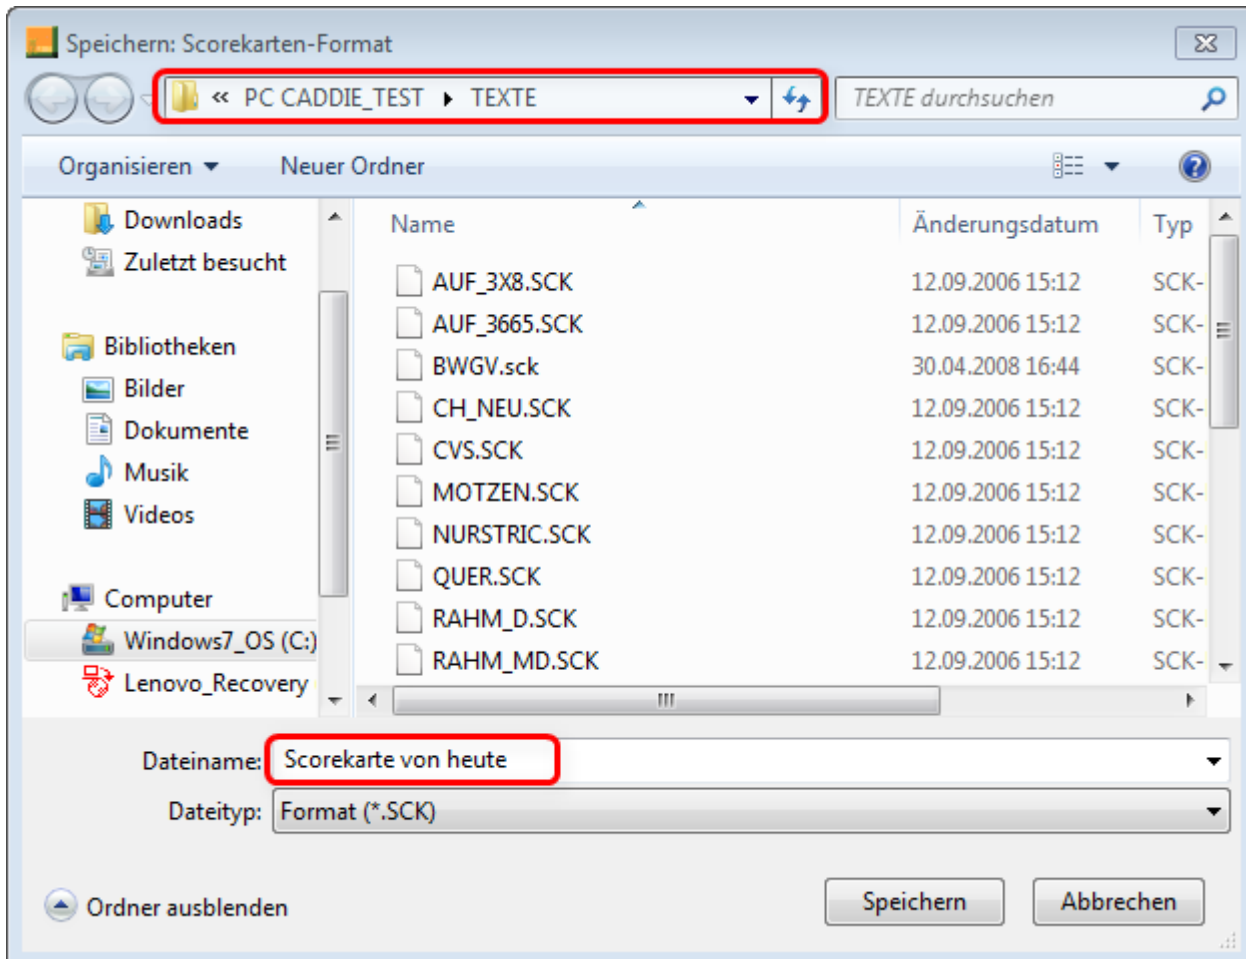 Speichern: Scorekarten-Format
« PC CADDIE_TEST ▸ TEXTE
TEXTE durchsuchen
Organisieren
Neuer Ordner
Downloads
Zuletzt besucht
Bibliotheken
Bilder
Dokumente
Musik
Videos
Computer
Windows7_OS (C:)
Lenovo_Recovery
Name Änderungsdatum Typ
AUF_3X8.SCK 12.09.2006 15:12 SCK-
AUF_3665.SCK 12.09.2006 15:12 SCK-
BWGV.sck 30.04.2008 16:44 SCK-
CH_NEU.SCK 12.09.2006 15:12 SCK-
CVS.SCK 12.09.2006 15:12 SCK-
MOTZEN.SCK 12.09.2006 15:12 SCK-
NURSTRIC.SCK 12.09.2006 15:12 SCK-
QUER.SCK 12.09.2006 15:12 SCK-
RAHM_D.SCK 12.09.2006 15:12 SCK-
RAHM_MD.SCK 12.09.2006 15:12 SCK-
Dateiname: Scorekarte von heute
Dateityp: Format (*.SCK)
Ordner ausblenden
Speichern
Abbrechen